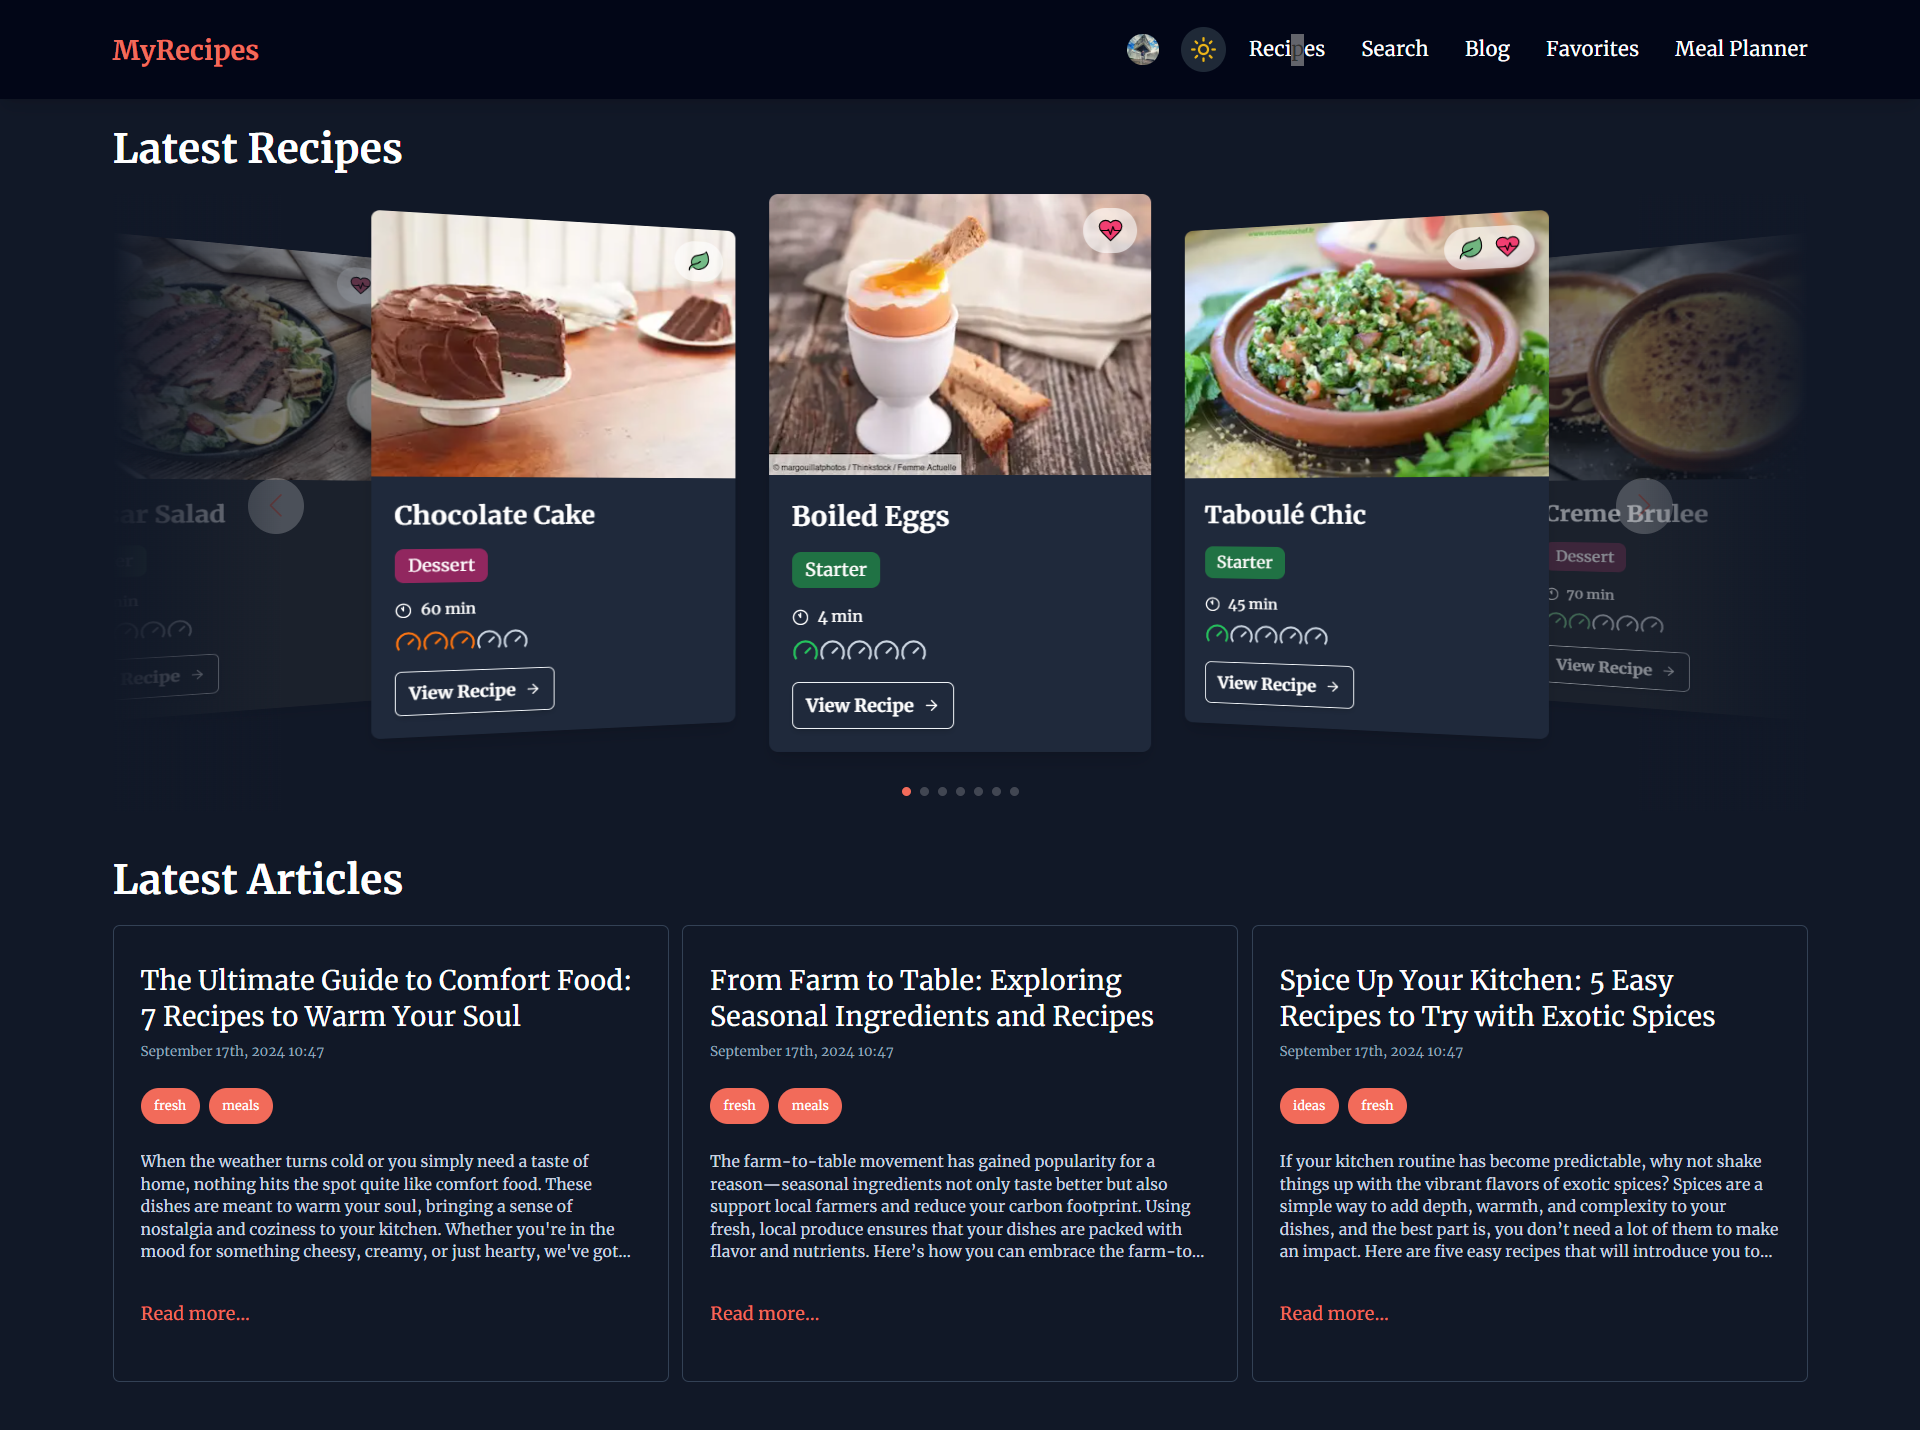 MyRecipes
Recipes
Search
Blog
Favorites
Meal Planner
Latest Recipes
Salad
Recipe
Chocolate Cake
Dessert
60 min
View Recipe
© margouillatphotos / Thinkstock / Femme Actuelle
Boiled Eggs
Starter
4 min
View Recipe
Taboulé Chic
Starter
45 min
View Recipe
Creme Brulee
Dessert
70 min
View Recipe
Latest Articles
The Ultimate Guide to Comfort Food:
7 Recipes to Warm Your Soul
September 17th, 2024 10:47
fresh
meals
When the weather turns cold or you simply need a taste of
home, nothing hits the spot quite like comfort food. These
dishes are meant to warm your soul, bringing a sense of
nostalgia and coziness to your kitchen. Whether you're in the
mood for something cheesy, creamy, or just hearty, we've got...
Read more...
From Farm to Table: Exploring
Seasonal Ingredients and Recipes
September 17th, 2024 10:47
fresh
meals
The farm-to-table movement has gained popularity for a
reason—seasonal ingredients not only taste better but also
support local farmers and reduce your carbon footprint. Using
fresh, local produce ensures that your dishes are packed with
flavor and nutrients. Here’s how you can embrace the farm-to...
Read more...
Spice Up Your Kitchen: 5 Easy
Recipes to Try with Exotic Spices
September 17th, 2024 10:47
ideas
fresh
If your kitchen routine has become predictable, why not shake
things up with the vibrant flavors of exotic spices? Spices are a
simple way to add depth, warmth, and complexity to your
dishes, and the best part is, you don’t need a lot of them to make
an impact. Here are five easy recipes that will introduce you to...
Read more...